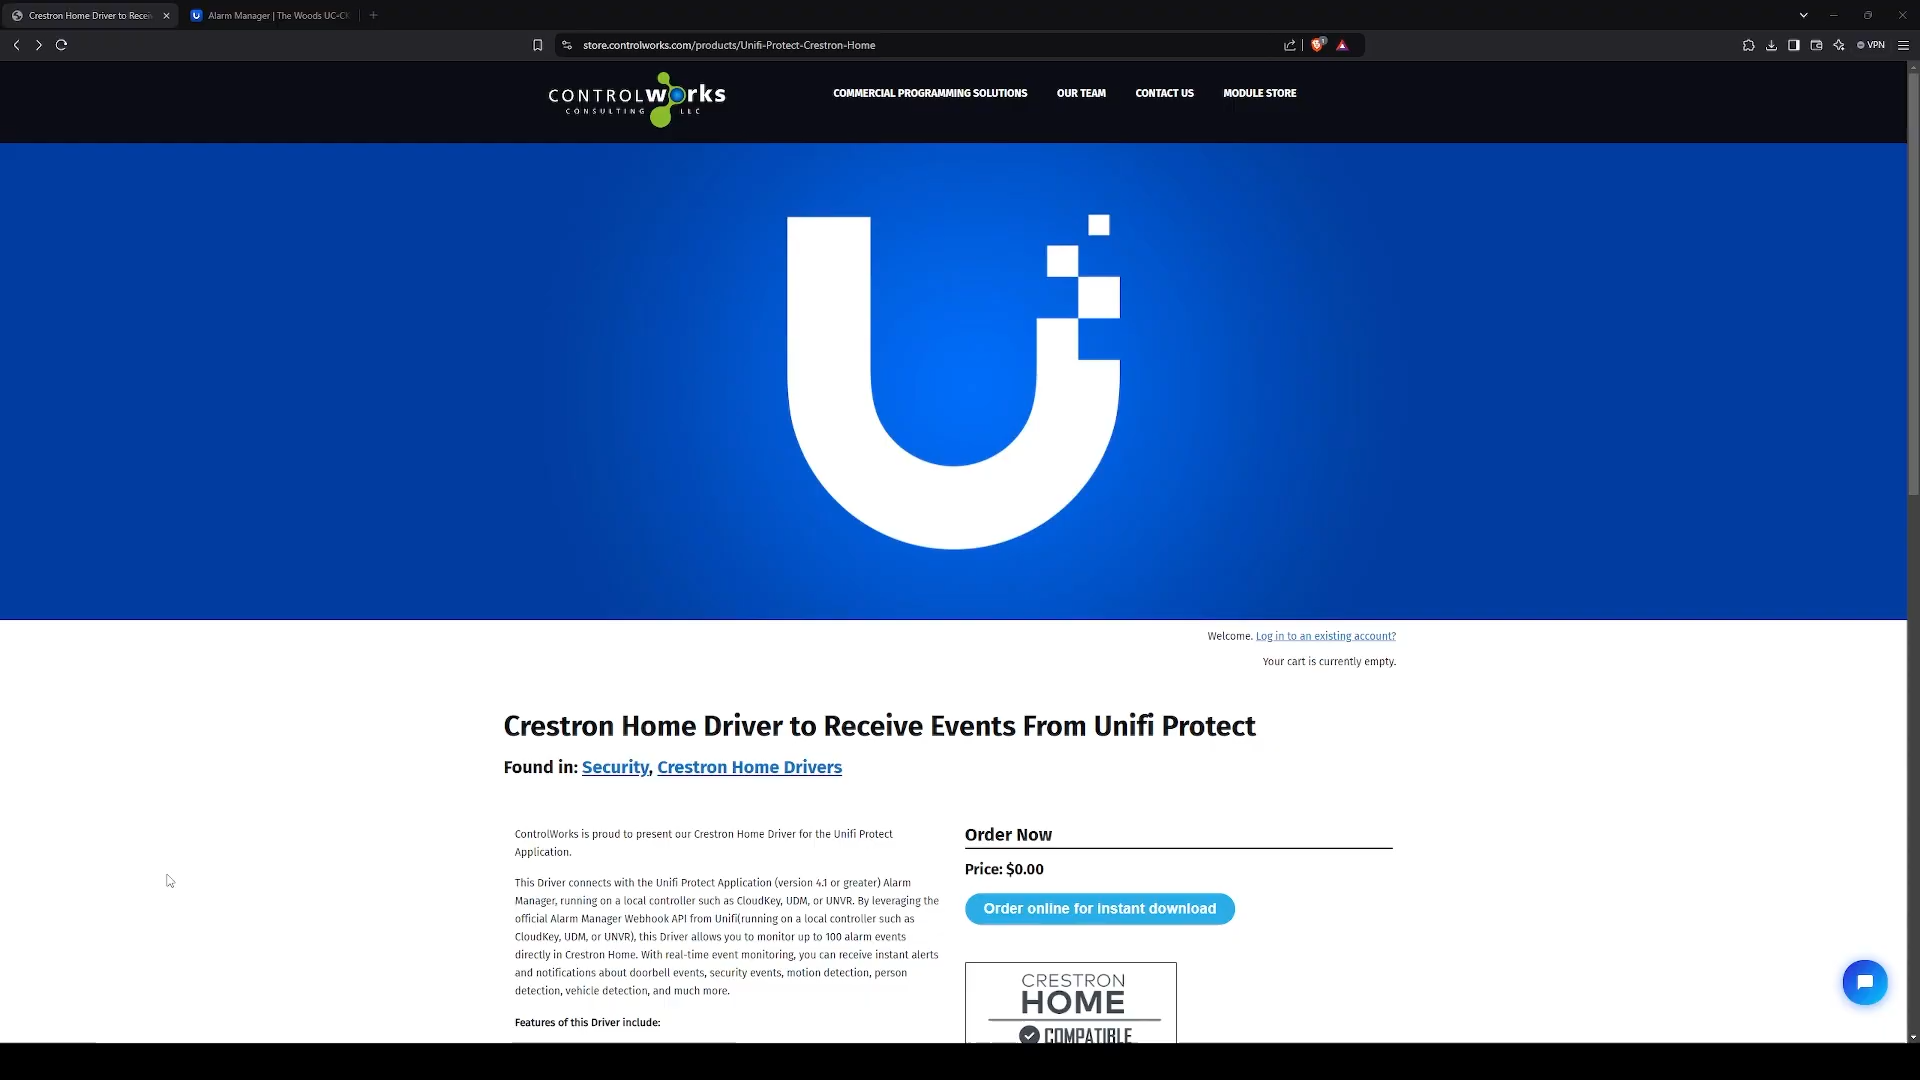 Crestron Home Driver to Recei
Alarm Manager | The Woods UC-C
store.controlworks.com/products/Unifi-Protect-Crestron-Home
1
VPN
CONTROLWorks
CONSULTING LLC
COMMERCIAL PROGRAMMING SOLUTIONS
OUR TEAM
CONTACT US
MODULE STORE
Welcome. Log in to an existing account?
Your cart is currently empty.
Crestron Home Driver to Receive Events From Unifi Protect
Found in: Security, Crestron Home Drivers
ControlWorks is proud to present our Crestron Home Driver for the Unifi Protect
Application.
This Driver connects with the Unifi Protect Application (version 4.1 or greater) Alarm
Manager, running on a local controller such as CloudKey, UDM, or UNVR. By leveraging the
official Alarm Manager Webhook API from Unifi(running on a local controller such as
CloudKey, UDM, or UNVR), this Driver allows you to monitor up to 100 alarm events
directly in Crestron Home. With real-time event monitoring, you can receive instant alerts
and notifications about doorbell events, security events, motion detection, person
detection, vehicle detection, and much more.
Features of this Driver include:
Order Now
Price: $0.00
Order online for instant download
CRESTRON
HOME
COMPATIBLE